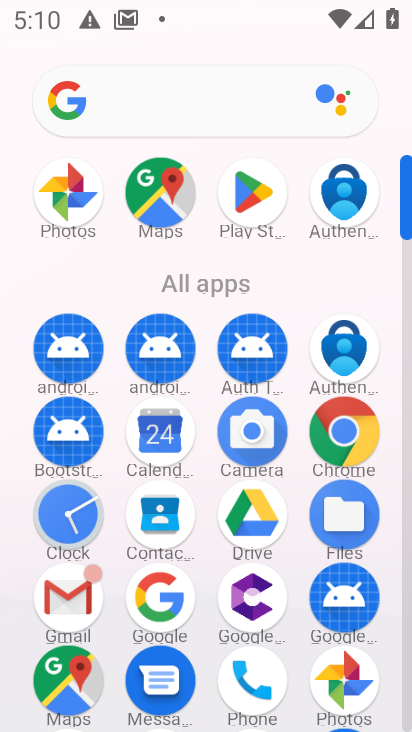 5:10
Photos Maps Play St... Authen...
All apps
androi... androi... Auth T... Authen...
Bootstr... Calend... Camera Chrome
24
Clock Contac... Drive Files
Gmail Google Google... Google...
Maps Messa... Phone Photos